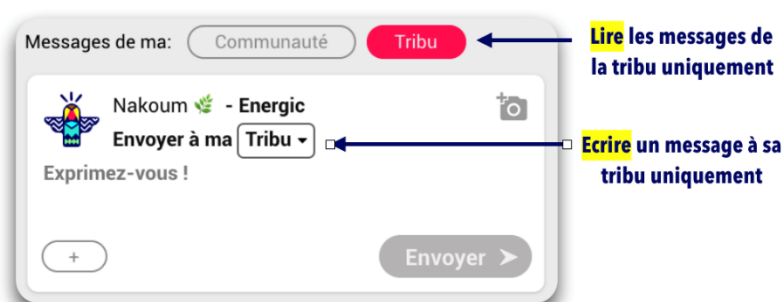 Messages de ma: Communauté Tribu
Lire les messages de
la tribu uniquement
Nakoum - Energic
Envoyer à ma Tribu
Ecrire un message à sa
tribu uniquement
Exprimez-vous !
+
Envoyer